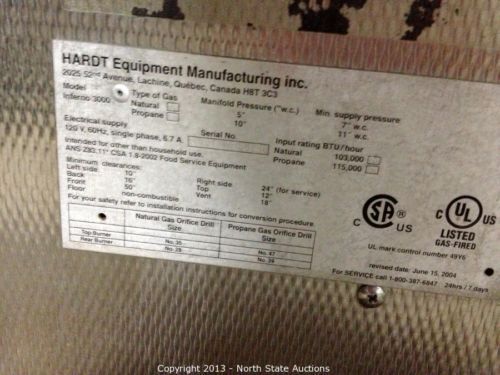 HARDT Equipment Manufacturing inc.
2025 52nd Avenue, Lachine, Québec, Canada H8T 3C3
Model Type of Gas Manifold Pressure ("w.c.) Min. supply pressure
Inferno 3000 Natural 5" 7" w.c.
Propane 10" 11" w.c.
Electrical supply Serial No. Input rating BTU/hour
120 V, 60Hz, single phase, 6.7 A. Natural 103,000
Intended for other than household use. Propane 115,000
ANS Z83.11* CSA 1.8-2002 Food Service Equipment
Minimum clearances:
Left side: 10" Right side: 24" (for service)
Back 16" Top 12"
Front 50" Vent 18"
Floor non-combustible
For your safety refer to installation instructions for conversion procedure.
Natural Gas Orifice Drill Size Propane Gas Orifice Drill Size
Top Burner No. 35 No. 47
Rear Burner No. 28 No. 39
SA
C US
C UL US
LISTED
GAS-FIRED
UL mark control number 49Y6
revised date: June 15, 2004
For SERVICE call 1-800-387-6847 24hrs / 7 days
Copyright 2013 - North State Auctions